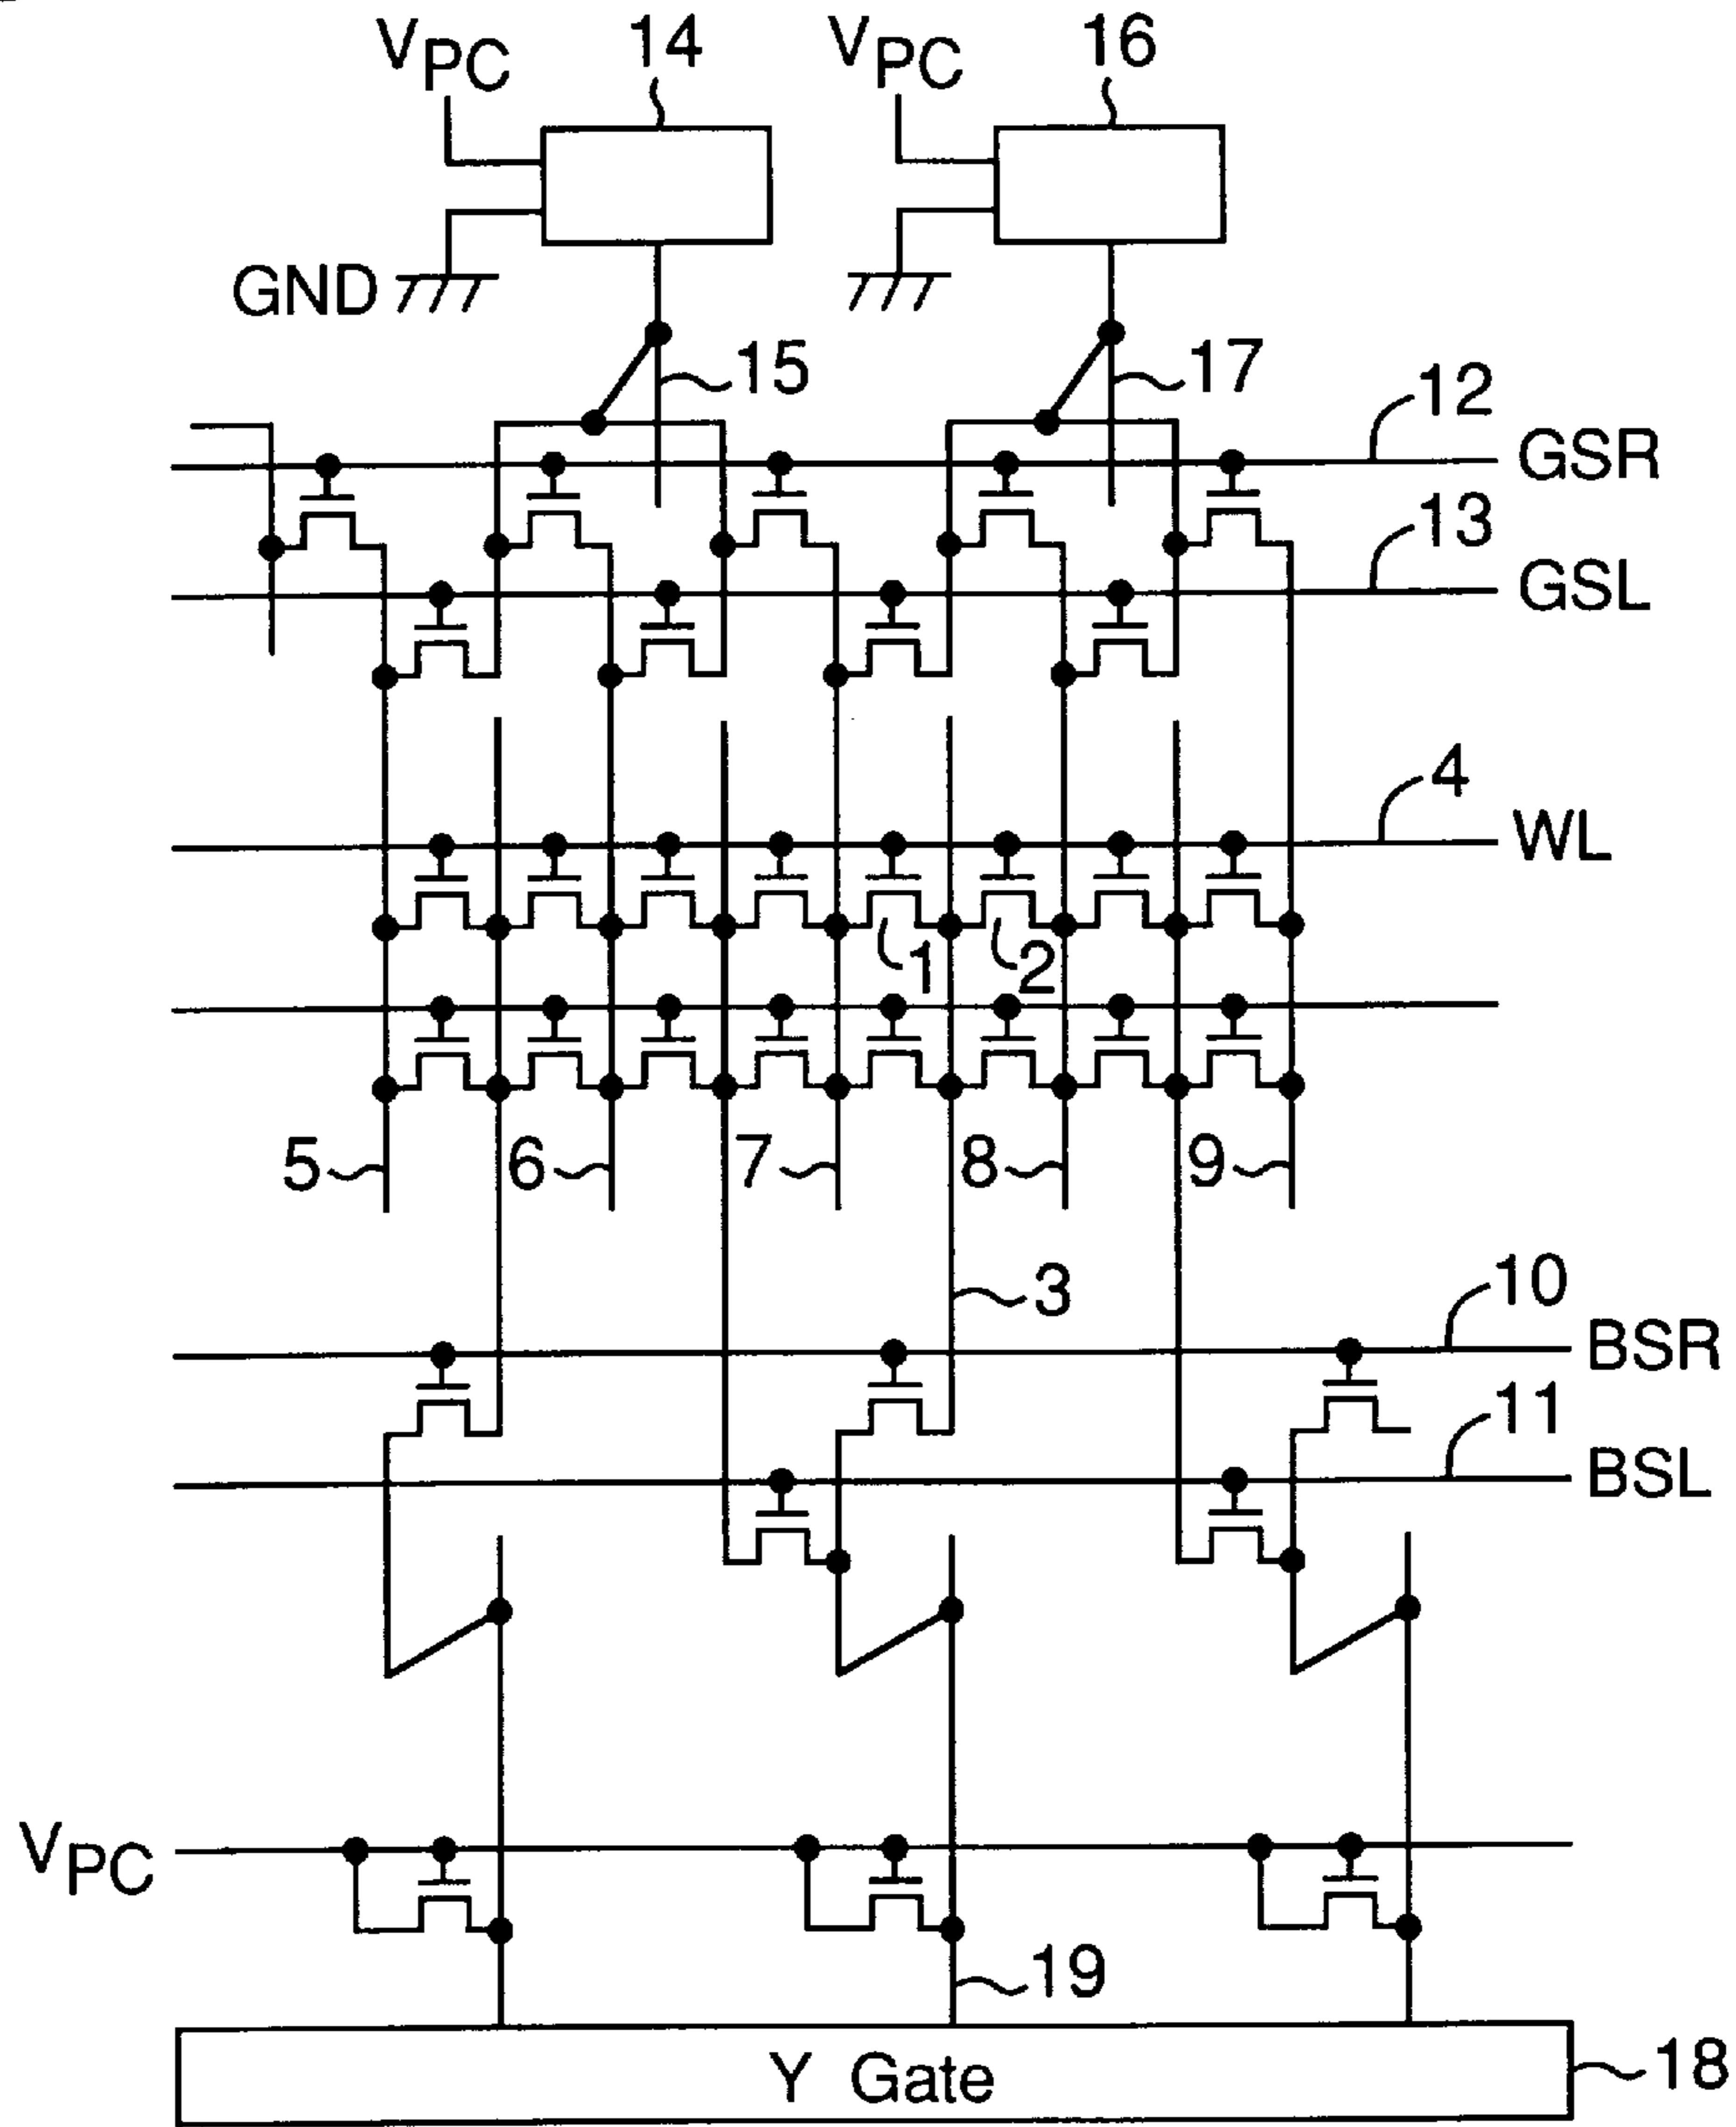 VPC 14 VPC 16
GND
15 17
12
GSR
13
GSL
4
WL
1 2
5 6 7 8 9
3
10
BSR
11
BSL
VPC
19
Y Gate
18